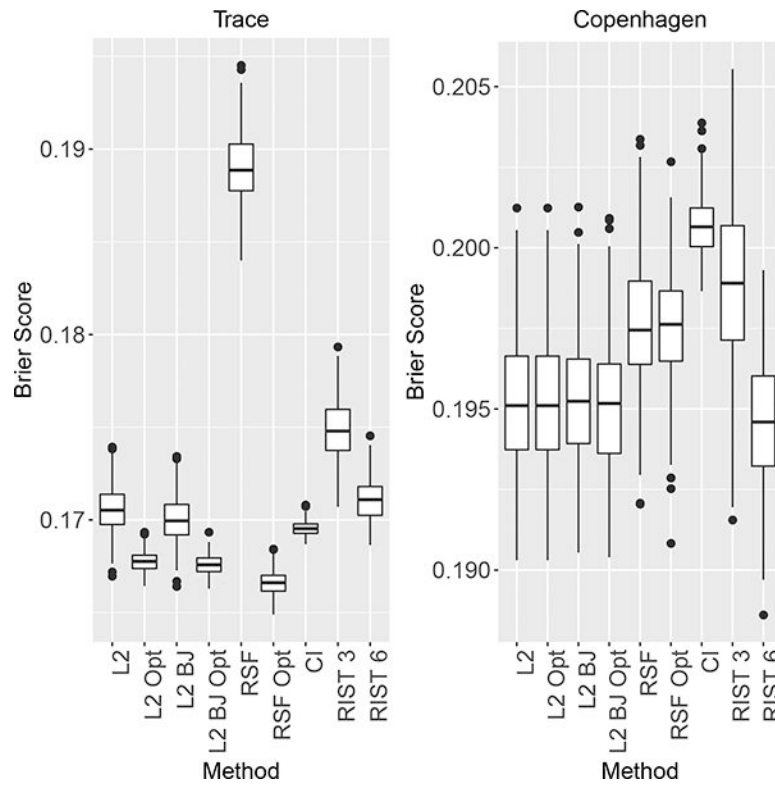 Trace
Brier Score
0.19
0.18
0.17
L2
L2 Opt
L2 BJ
L2 BJ Opt
RSF
RSF Opt
CI
RIST 3
RIST 6
Method
Copenhagen
Brier Score
0.205
0.200
0.195
0.190
L2
L2 Opt
L2 BJ
L2 BJ Opt
RSF
RSF Opt
CI
RIST 3
RIST 6
Method